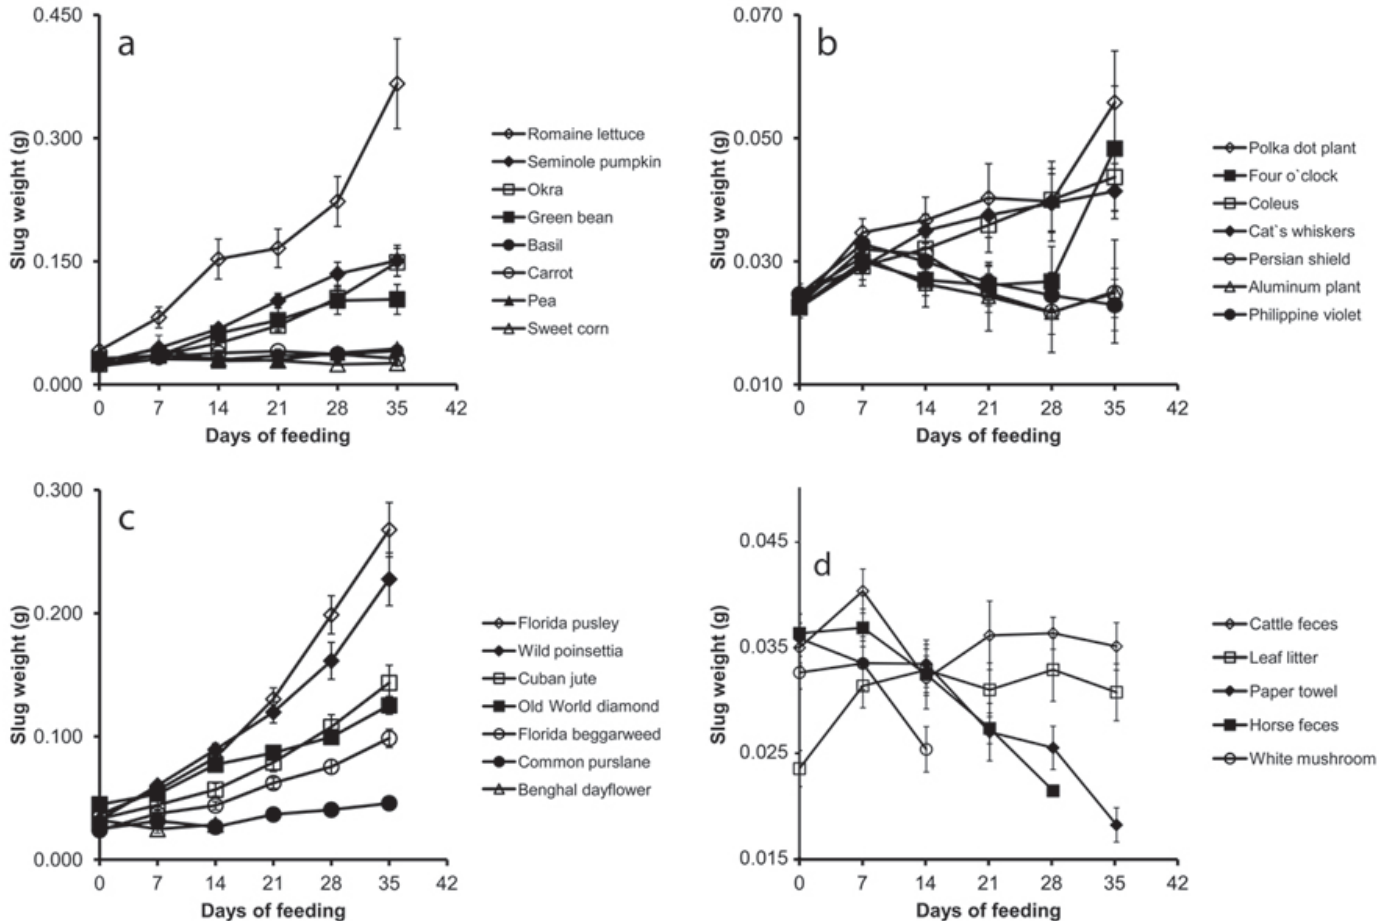 a
0.450
0.300
0.150
0.000
Slug weight (g)
0 7 14 21 28 35 42
Days of feeding
Romaine lettuce
Seminole pumpkin
Okra
Green bean
Basil
Carrot
Pea
Sweet corn
b
0.070
0.050
0.030
0.010
Slug weight (g)
0 7 14 21 28 35 42
Days of feeding
Polka dot plant
Four o`clock
Coleus
Cat`s whiskers
Persian shield
Aluminum plant
Philippine violet
c
0.300
0.200
0.100
0.000
Slug weight (g)
0 7 14 21 28 35 42
Days of feeding
Florida pusley
Wild poinsettia
Cuban jute
Old World diamond
Florida beggarweed
Common purslane
Benghal dayflower
d
0.045
0.035
0.025
0.015
Slug weight (g)
0 7 14 21 28 35 42
Days of feeding
Cattle feces
Leaf litter
Paper towel
Horse feces
White mushroom